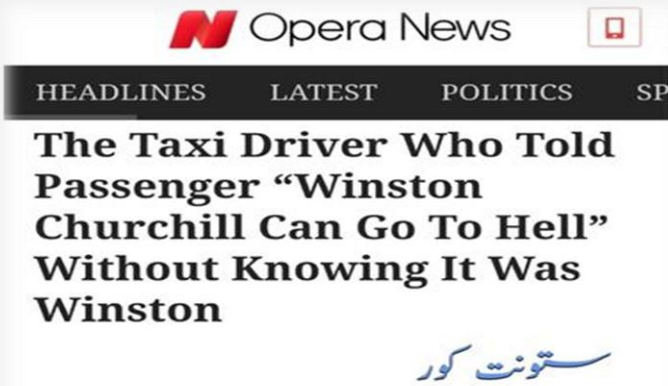 Opera News
HEADLINES LATEST POLITICS SP
The Taxi Driver Who Told
Passenger “Winston
Churchill Can Go To Hell”
Without Knowing It Was
Winston
ستونت کور